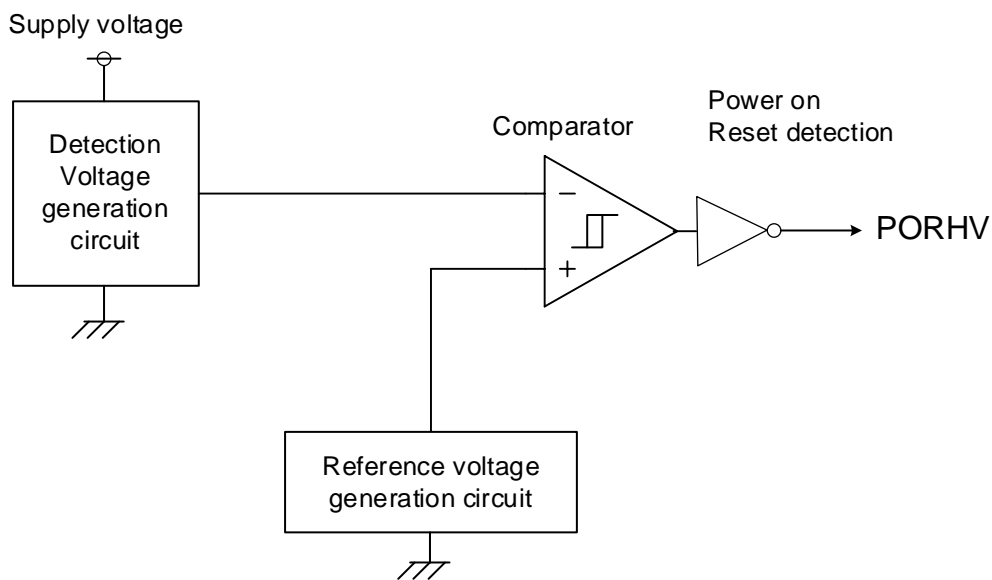 Supply voltage
Detection
Voltage
generation
circuit
Comparator
Power on
Reset detection
−
+
PORHV
Reference voltage
generation circuit